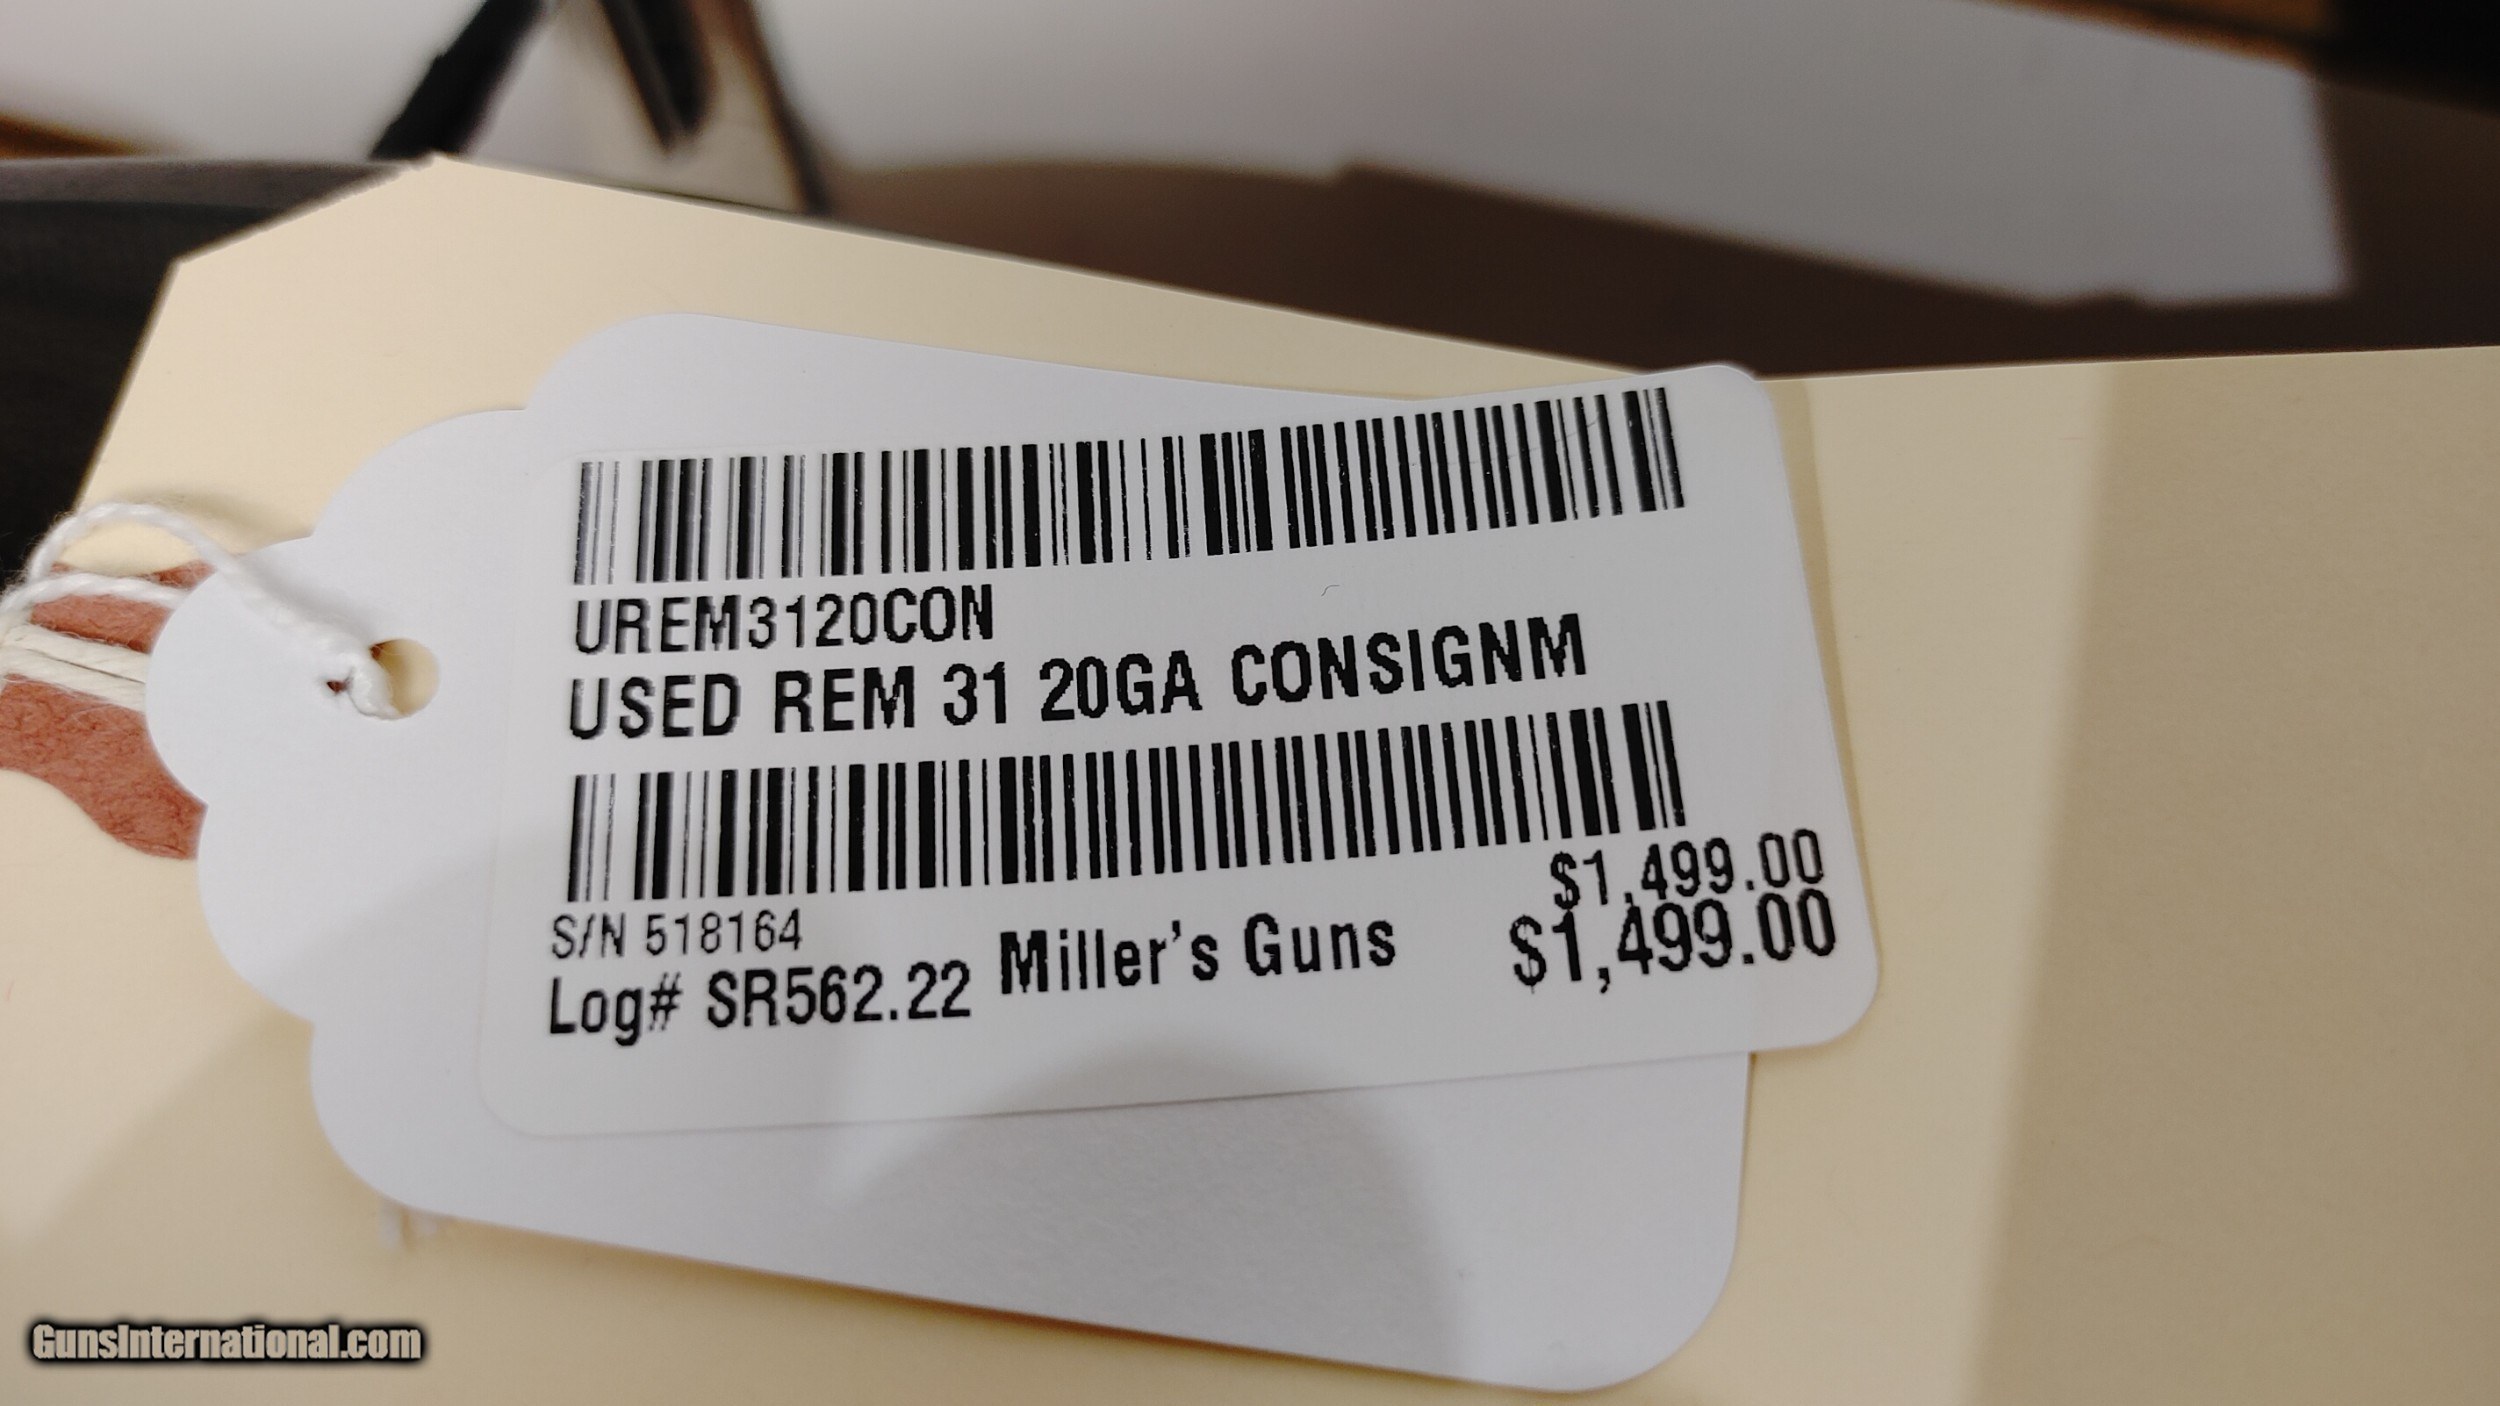 UREM3120CON
USED REM 31 20GA CONSIGNM
$1,499.00
S/N 518164
Log# SR562.22 Miller's Guns $1,499.00
GunsInternational.com